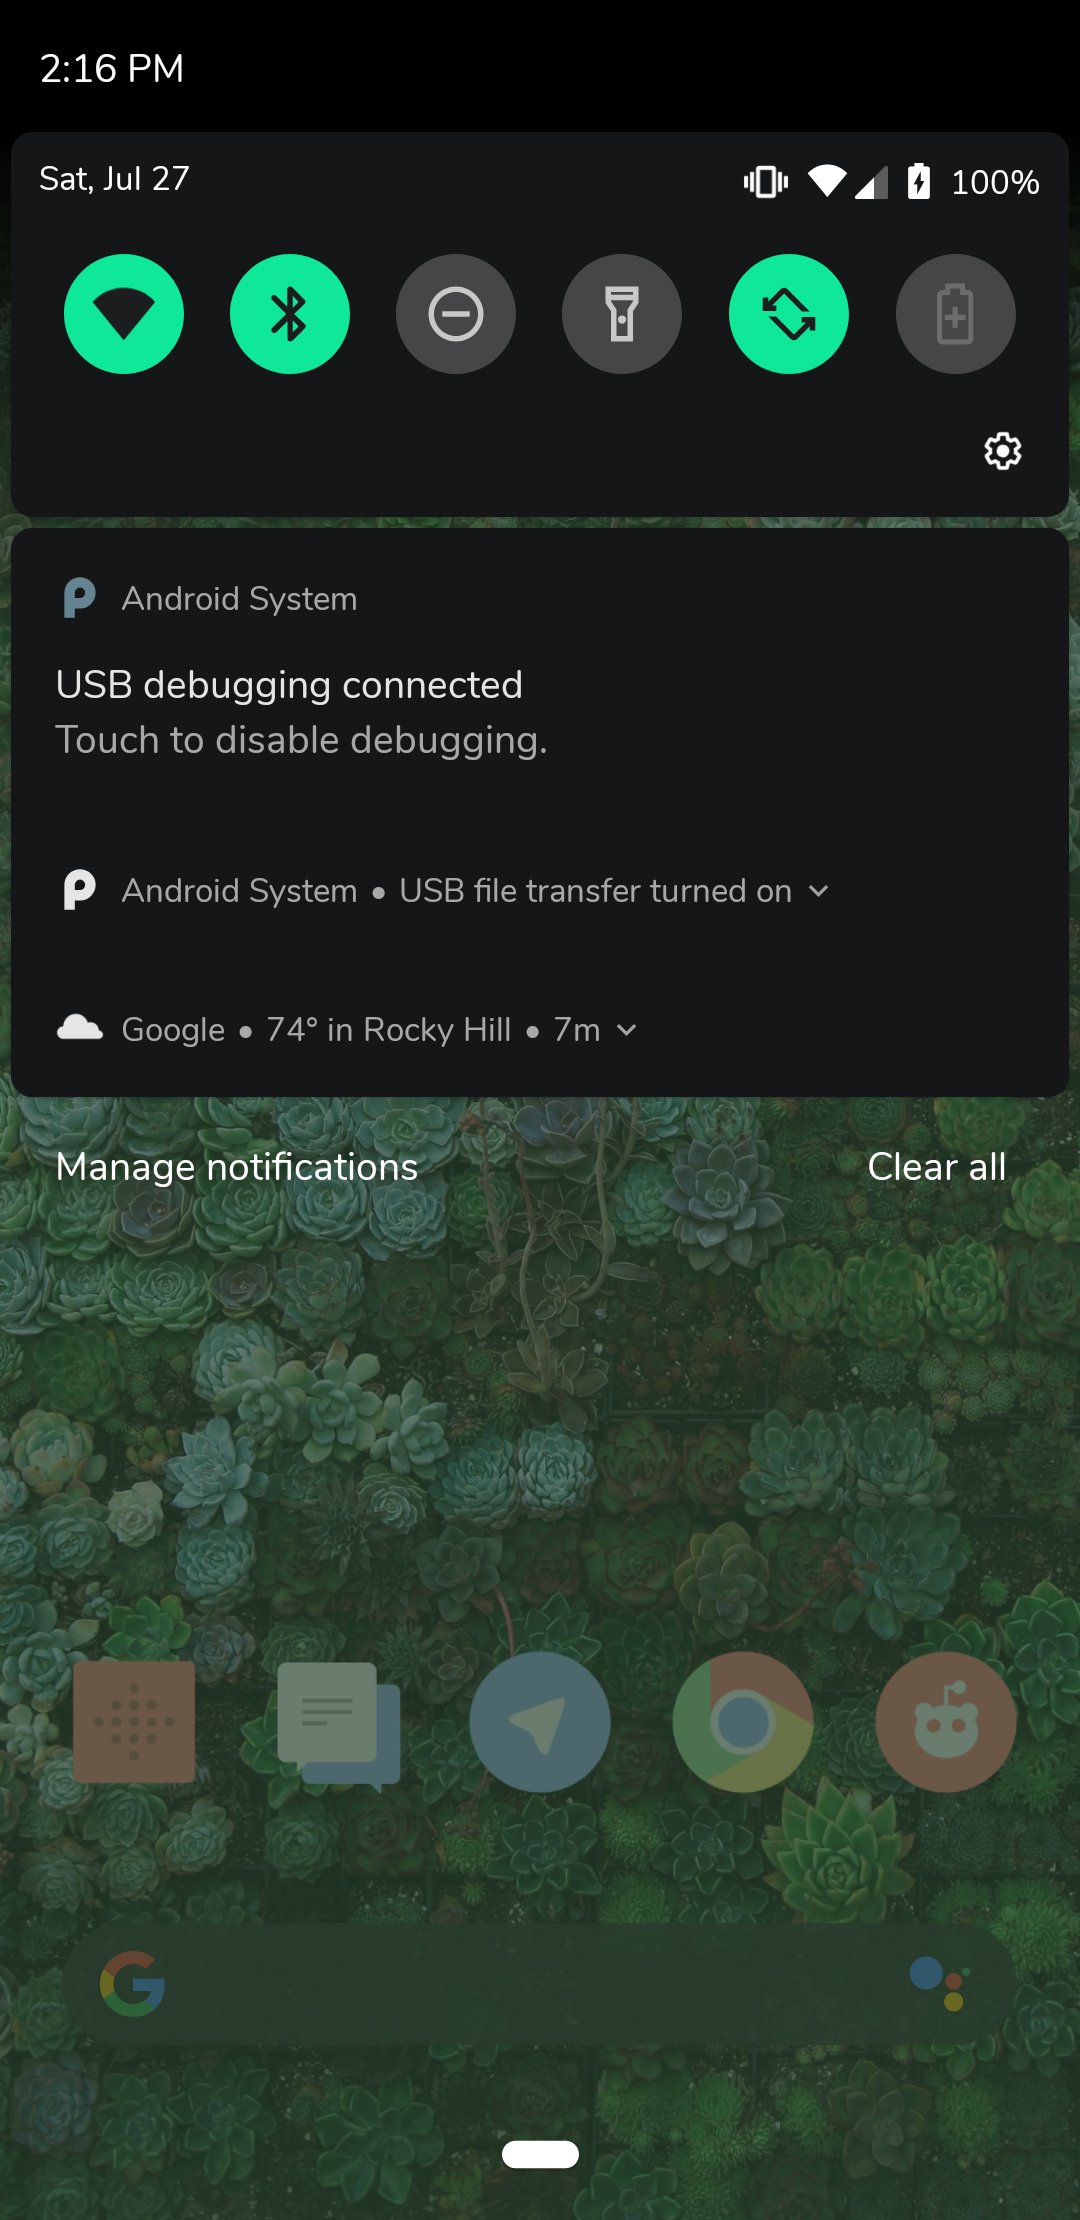 2:16 PM
Sat, Jul 27
100%
Android System
USB debugging connected
Touch to disable debugging.
Android System • USB file transfer turned on
Google • 74° in Rocky Hill • 7m
Manage notifications
Clear all